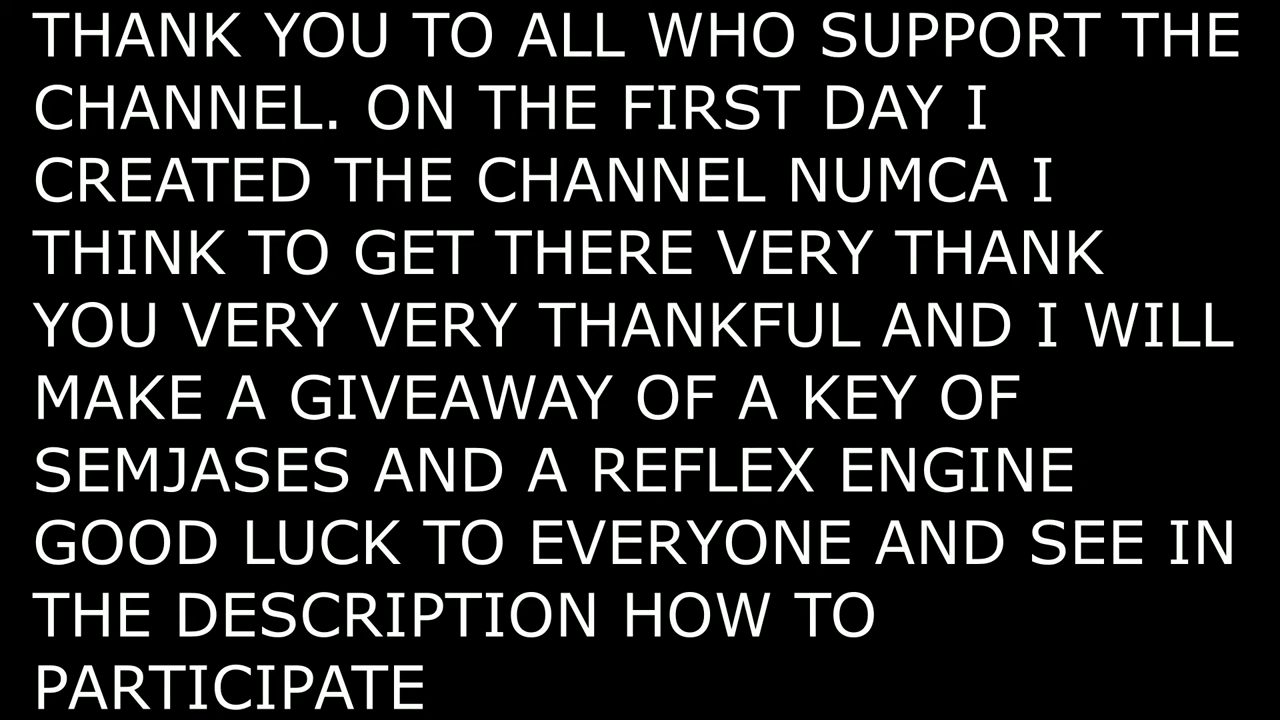 THANK YOU TO ALL WHO SUPPORT THE
CHANNEL. ON THE FIRST DAY I
CREATED THE CHANNEL NUMCA I
THINK TO GET THERE VERY THANK
YOU VERY VERY THANKFUL AND I WILL
MAKE A GIVEAWAY OF A KEY OF
SEMJASES AND A REFLEX ENGINE
GOOD LUCK TO EVERYONE AND SEE IN
THE DESCRIPTION HOW TO
PARTICIPATE